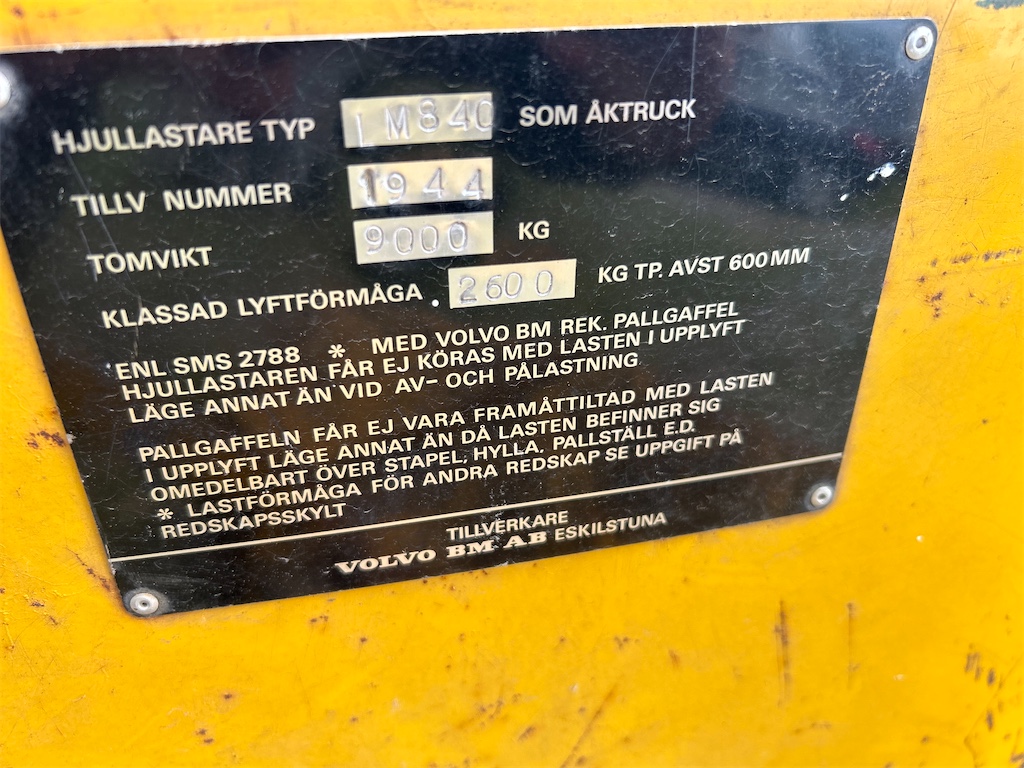 HJULLASTARE TYP LM840 SOM ÅKTRUCK
TILLV NUMMER 1944
TOMVIKT 9000 KG
KLASSAD LYFTFÖRMÅGA. 2600 KG TP. AVST 600 MM
ENL SMS 2788 * MED VOLVO BM REK. PALLGAFFEL
HJULLASTAREN FÅR EJ KÖRAS MED LASTEN I UPPLYFT
LÄGE ANNAT ÄN VID AV- OCH PÅLASTNING
PALLGAFFELN FÅR EJ VARA FRAMÅTTILTAD MED LASTEN
I UPPLYFT LÄGE ANNAT ÄN DÅ LASTEN BEFINNER SIG
OMEDELBART ÖVER STAPEL, HYLLA, PALLSTÄLL E.D.
* LASTFÖRMÅGA FÖR ANDRA REDSKAP SE UPPGIFT PÅ
REDSKAPSSKYLT
TILLVERKARE
VOLVO BM AB ESKILSTUNA